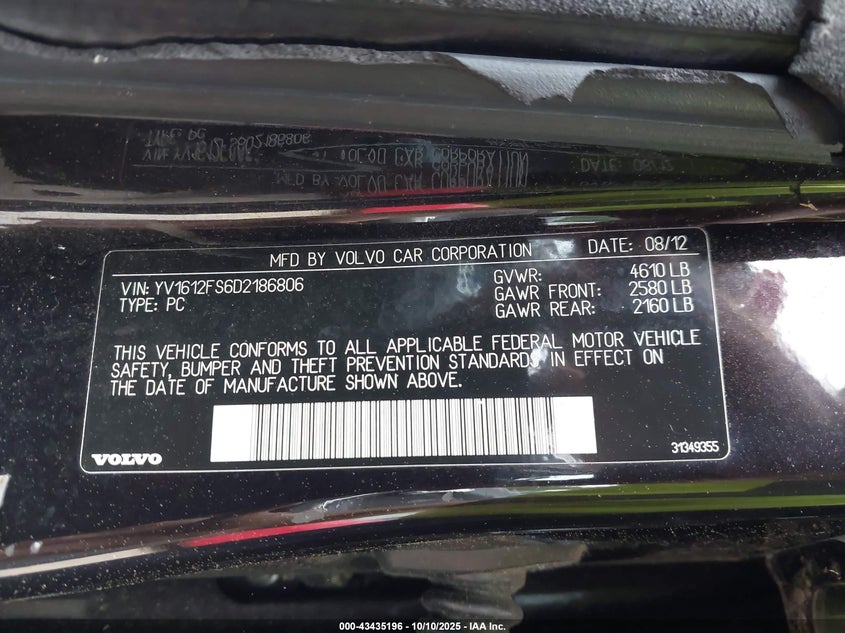 MFD BY VOLVO CAR CORPORATION DATE: 08/12
VIN: YV1612FS6D2186806 GVWR: 4610 LB
TYPE: PC GAWR FRONT: 2580 LB
GAWR REAR: 2160 LB
THIS VEHICLE CONFORMS TO ALL APPLICABLE FEDERAL MOTOR VEHICLE
SAFETY, BUMPER AND THEFT PREVENTION STANDARDS IN EFFECT ON
THE DATE OF MANUFACTURE SHOWN ABOVE.
VOLVO 31349355
000-43435196 - 10/10/2025 - IAA Inc.